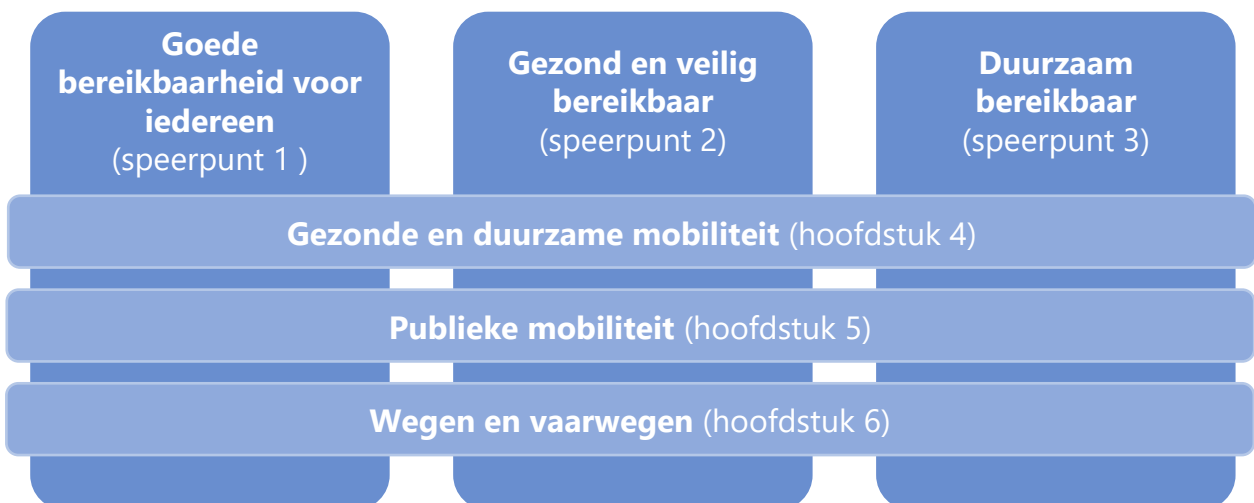 Goede
bereikbaarheid voor
iedereen
(speerpunt 1 )
Gezond en veilig
bereikbaar
(speerpunt 2)
Duurzaam
bereikbaar
(speerpunt 3)
Gezonde en duurzame mobiliteit (hoofdstuk 4)
Publieke mobiliteit (hoofdstuk 5)
Wegen en vaarwegen (hoofdstuk 6)